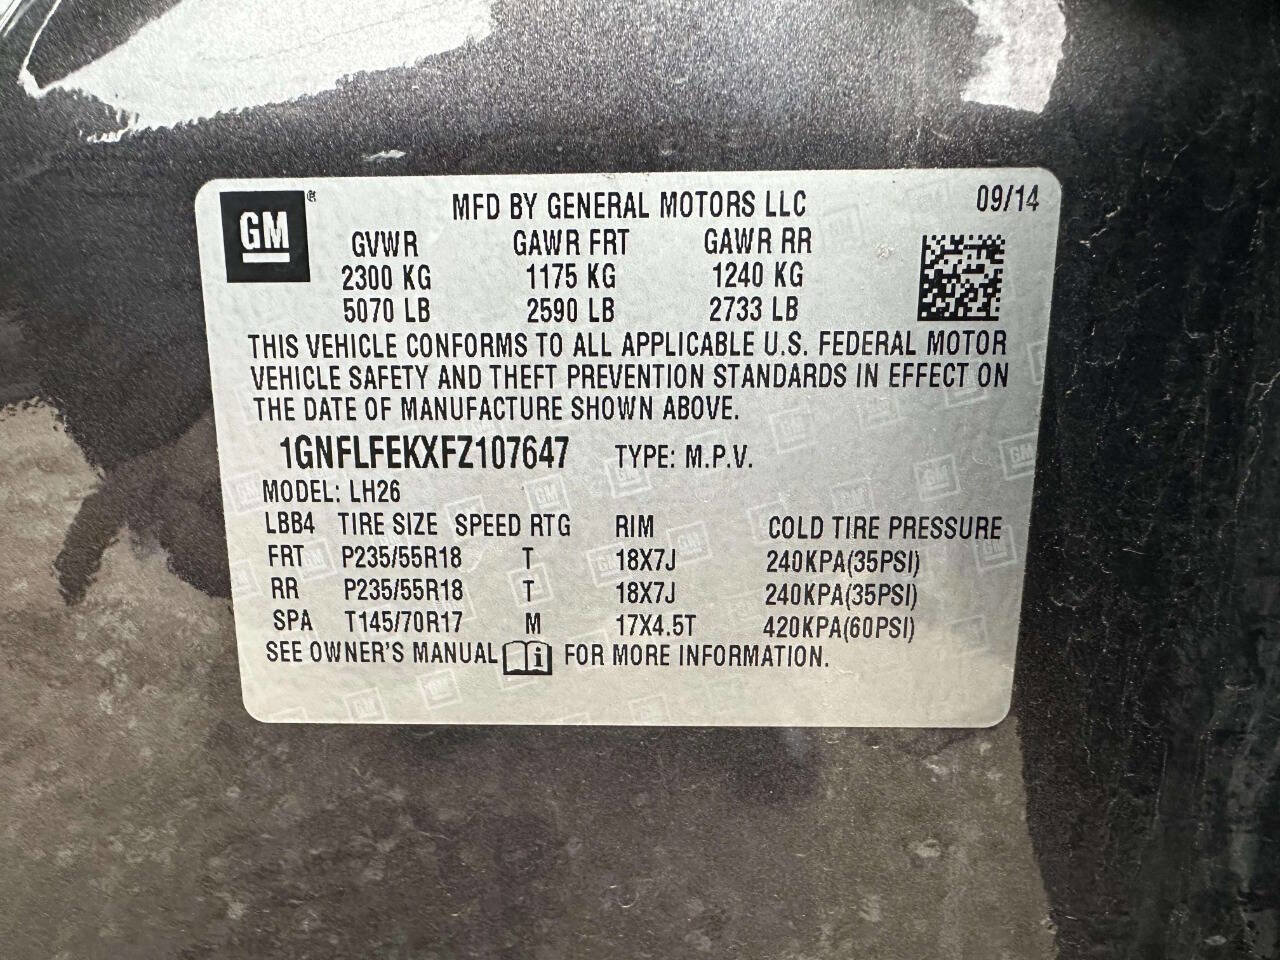 GM ® MFD BY GENERAL MOTORS LLC 09/14
GVWR GAWR FRT GAWR RR
2300 KG 1175 KG 1240 KG
5070 LB 2590 LB 2733 LB
THIS VEHICLE CONFORMS TO ALL APPLICABLE U.S. FEDERAL MOTOR
VEHICLE SAFETY AND THEFT PREVENTION STANDARDS IN EFFECT ON
THE DATE OF MANUFACTURE SHOWN ABOVE.
1GNFLFEKXFZ107647 TYPE: M.P.V.
MODEL: LH26
LBB4 TIRE SIZE SPEED RTG RIM COLD TIRE PRESSURE
FRT P235/55R18 T 18X7J 240KPA(35PSI)
RR P235/55R18 T 18X7J 240KPA(35PSI)
SPA T145/70R17 M 17X4.5T 420KPA(60PSI)
SEE OWNER'S MANUAL i FOR MORE INFORMATION.